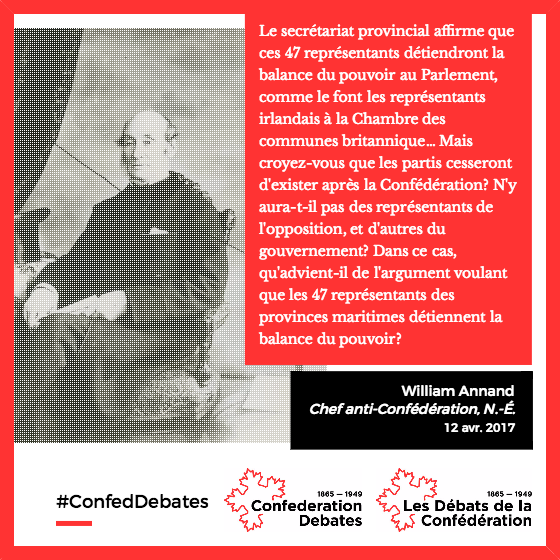 Le secrétariat provincial affirme que
ces 47 représentants détiendront la
balance du pouvoir au Parlement,
comme le font les représentants
irlandais à la Chambre des
communes britannique... Mais
croyez-vous que les partis cesseront
d'exister après la Confédération? N'y
aura-t-il pas des représentants de
l'opposition, et d'autres du
gouvernement? Dans ce cas,
qu'advient-il de l'argument voulant
que les 47 représentants des
provinces maritimes détiennent la
balance du pouvoir?
William Annand
Chef anti-Confédération, N.-É.
12 avr. 2017
#ConfedDebates
1865 — 1949
Confederation
Debates
1865 — 1949
Les Débats de la
Confédération